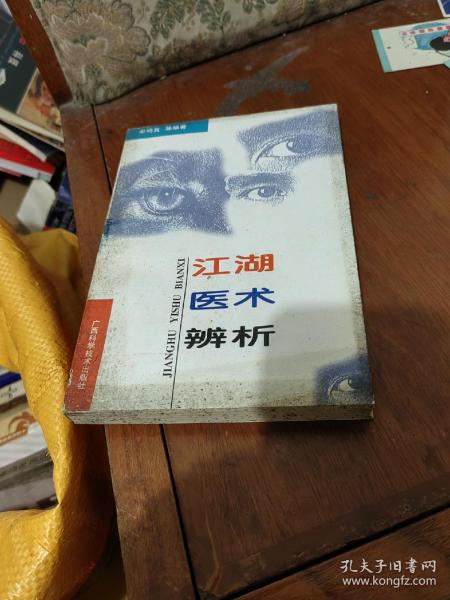 江湖
医术
辨析
JIANGHU YISHU BIANXI
广西科学技术出版社
孔夫子旧书网
www.kongfz.com